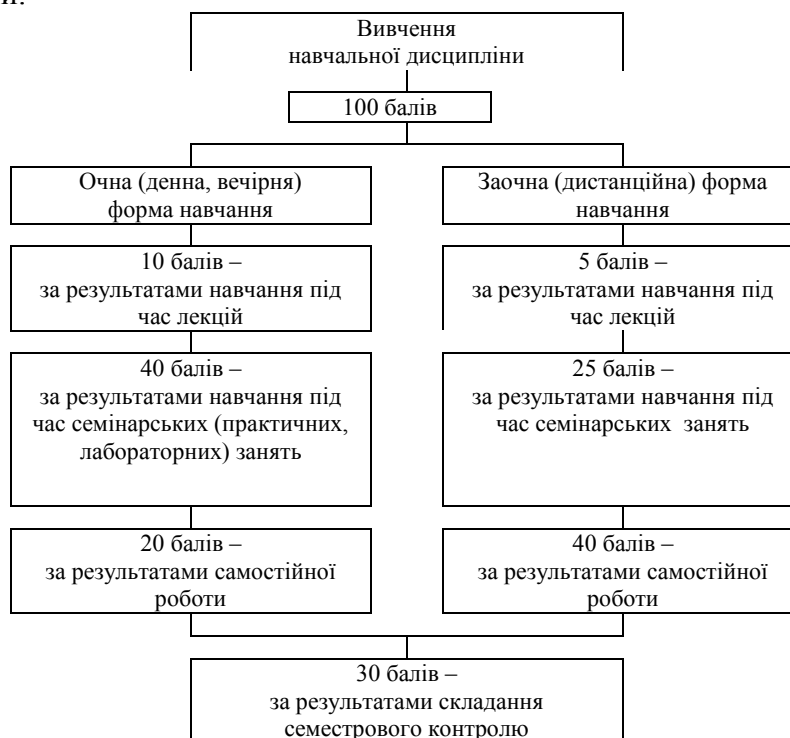 и.
Вивчення
навчальної дисципліни
100 балів
Очна (денна, вечірня)
форма навчання
Заочна (дистанційна) форма
навчання
10 балів –
за результатами навчання під
час лекцій
5 балів –
за результатами навчання під
час лекцій
40 балів –
за результатами навчання під
час семінарських (практичних,
лабораторних) занять
25 балів –
за результатами навчання під
час семінарських занять
20 балів –
за результатами самостійної
роботи
40 балів –
за результатами самостійної
роботи
30 балів –
за результатами складання
семестрового контролю